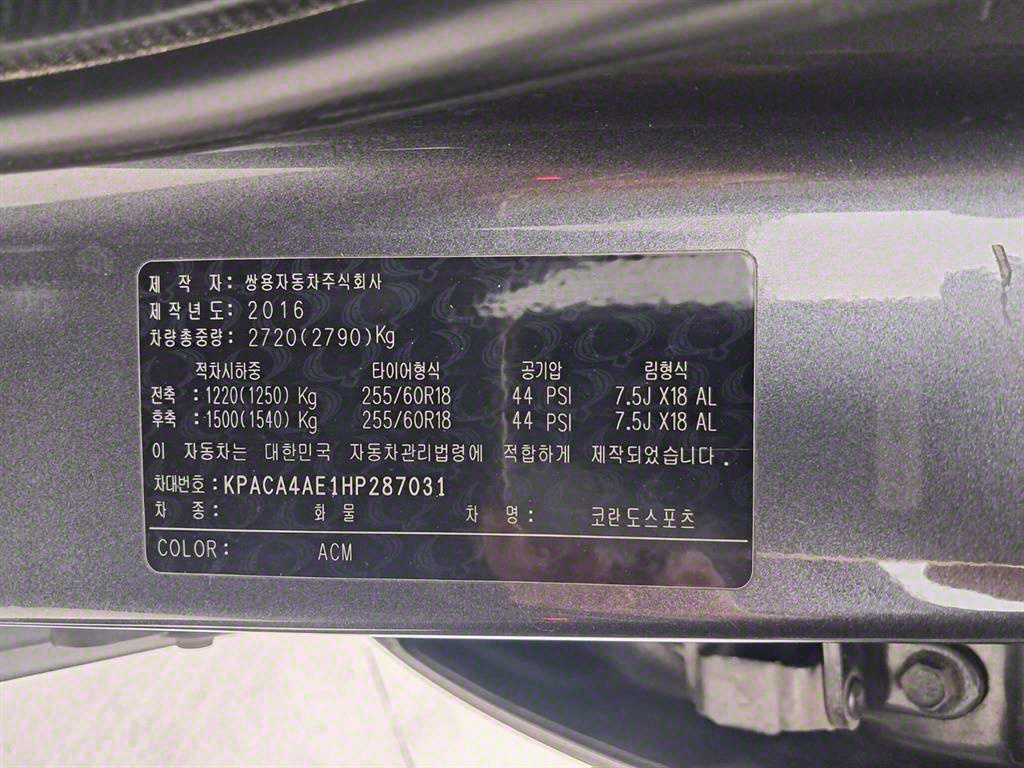 제 작 자: 쌍용자동차주식회사
제작년도: 2016
차량총중량: 2720(2790)Kg
적차시하중 타이어형식 공기압 림형식
전축 : 1220(1250) Kg 255/60R18 44 PSI 7.5J X18 AL
후축 : 1500(1540) Kg 255/60R18 44 PSI 7.5J X18 AL
이 자동차는 대한민국 자동차관리법령에 적합하게 제작되었습니다.
차대번호: KPACA4AE1HP287031
차 종: 화 물 차 명: 코란도스포츠
COLOR: ACM